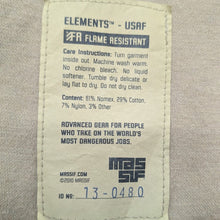 ELEMENTS™ - USAF
FR FLAME RESISTANT
Care Instructions: Turn garment
inside out. Machine wash warm.
No chlorine bleach. No liquid
softener. Tumble dry delicate or
lay flat to dry. Do not dry clean.
Content: 61% Nomex, 29% Cotton,
7% Nylon, 3% Other
ADVANCED GEAR FOR PEOPLE
WHO TAKE ON THE WORLD'S
MOST DANGEROUS JOBS.
mas
sif
MASSIF.COM
©2010 MASSIF
ID NO: 13-0480